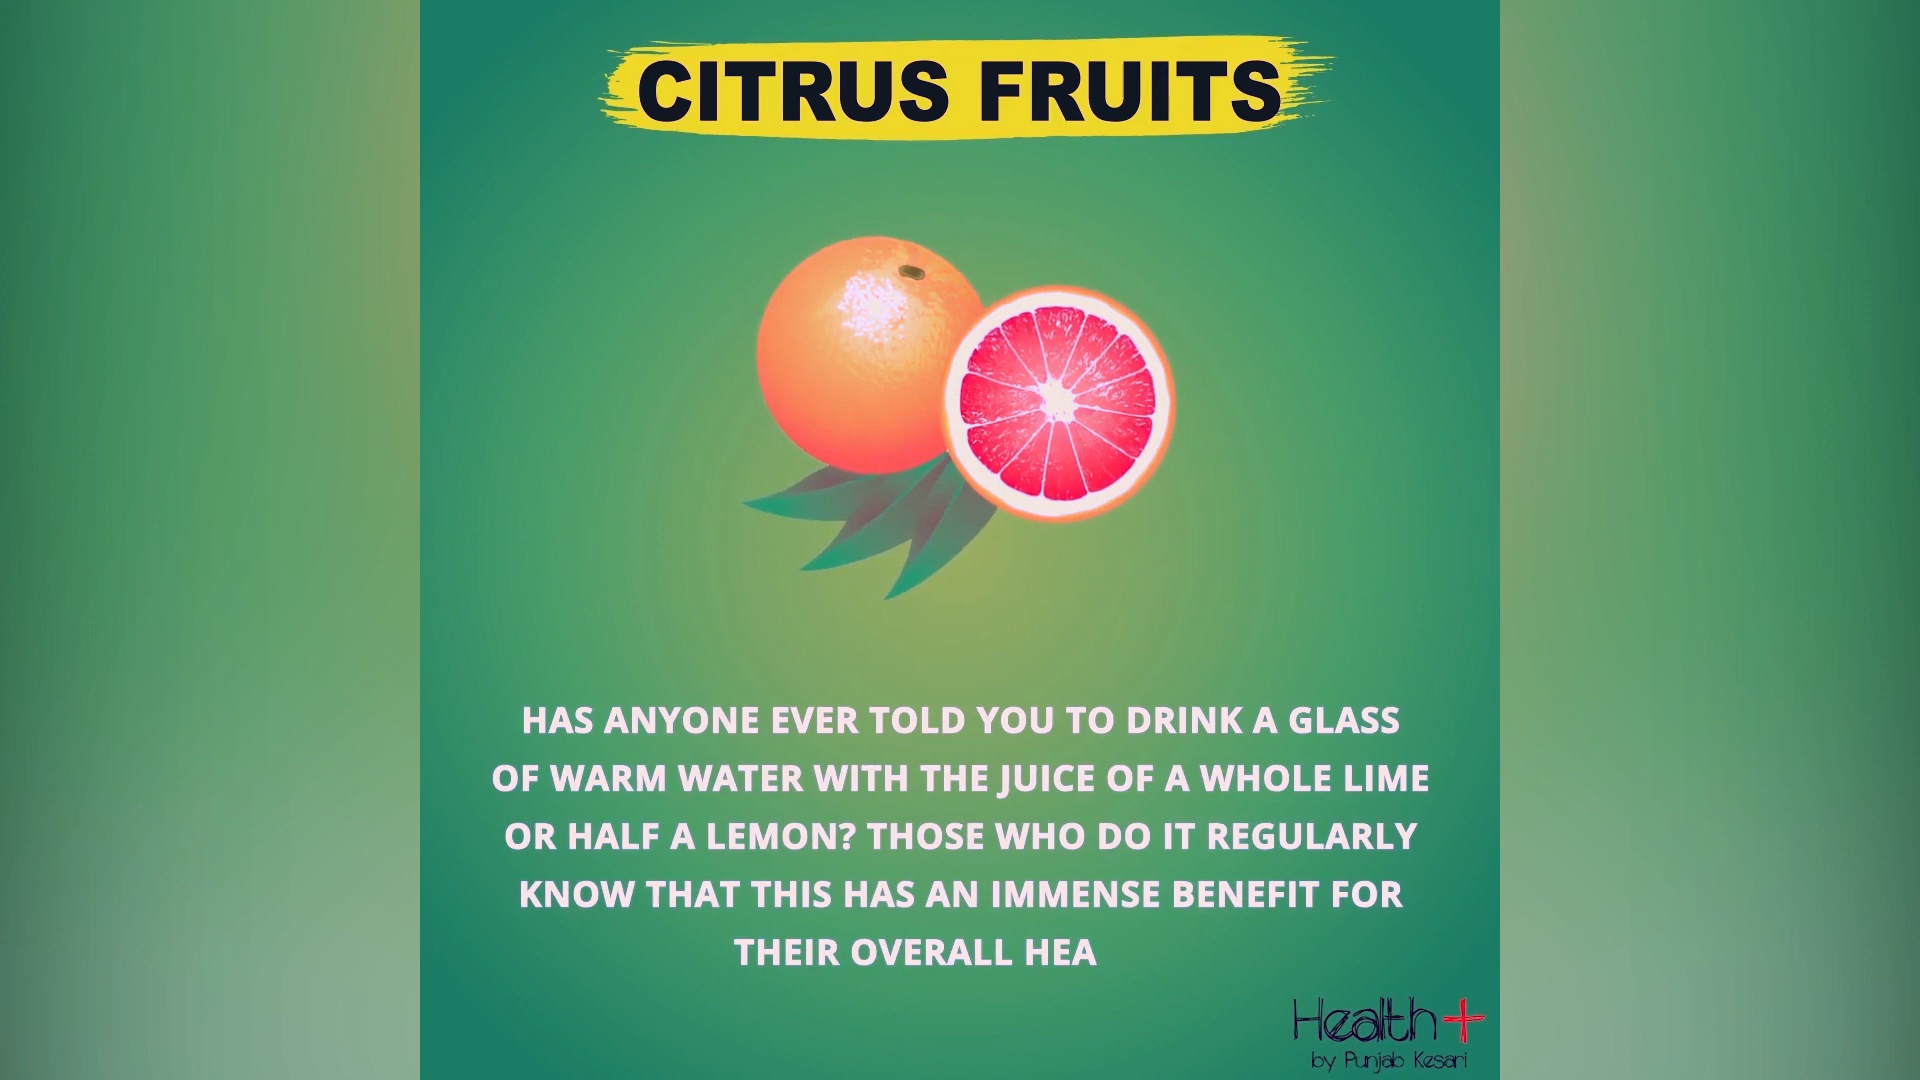 CITRUS FRUITS
HAS ANYONE EVER TOLD YOU TO DRINK A GLASS
OF WARM WATER WITH THE JUICE OF A WHOLE LIME
OR HALF A LEMON? THOSE WHO DO IT REGULARLY
KNOW THAT THIS HAS AN IMMENSE BENEFIT FOR
THEIR OVERALL HEA
Health+
by Punjab Kesari